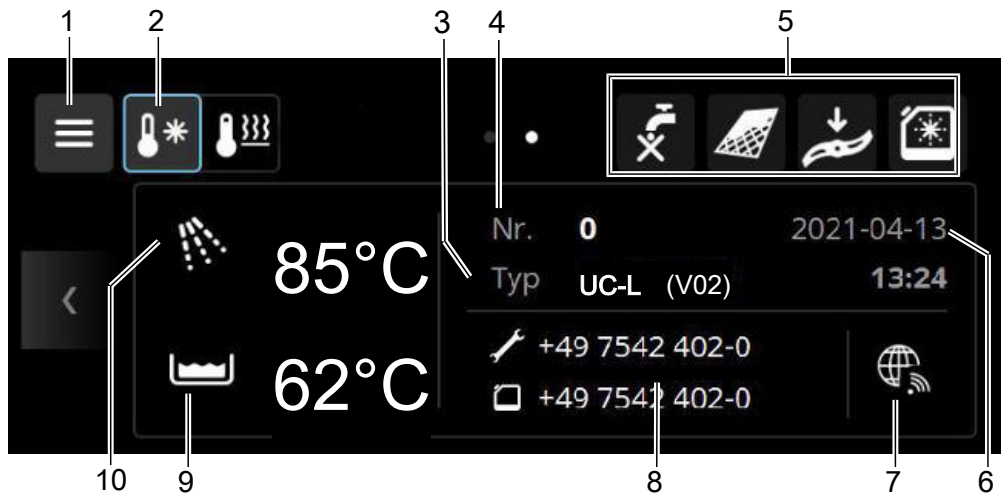 1 2 3 4 5
Nr. 0 2021-04-13
85°C
Typ UC-L (V02) 13:24
+49 7542 402-0
62°C
+49 7542 402-0
10 9 8 7 6